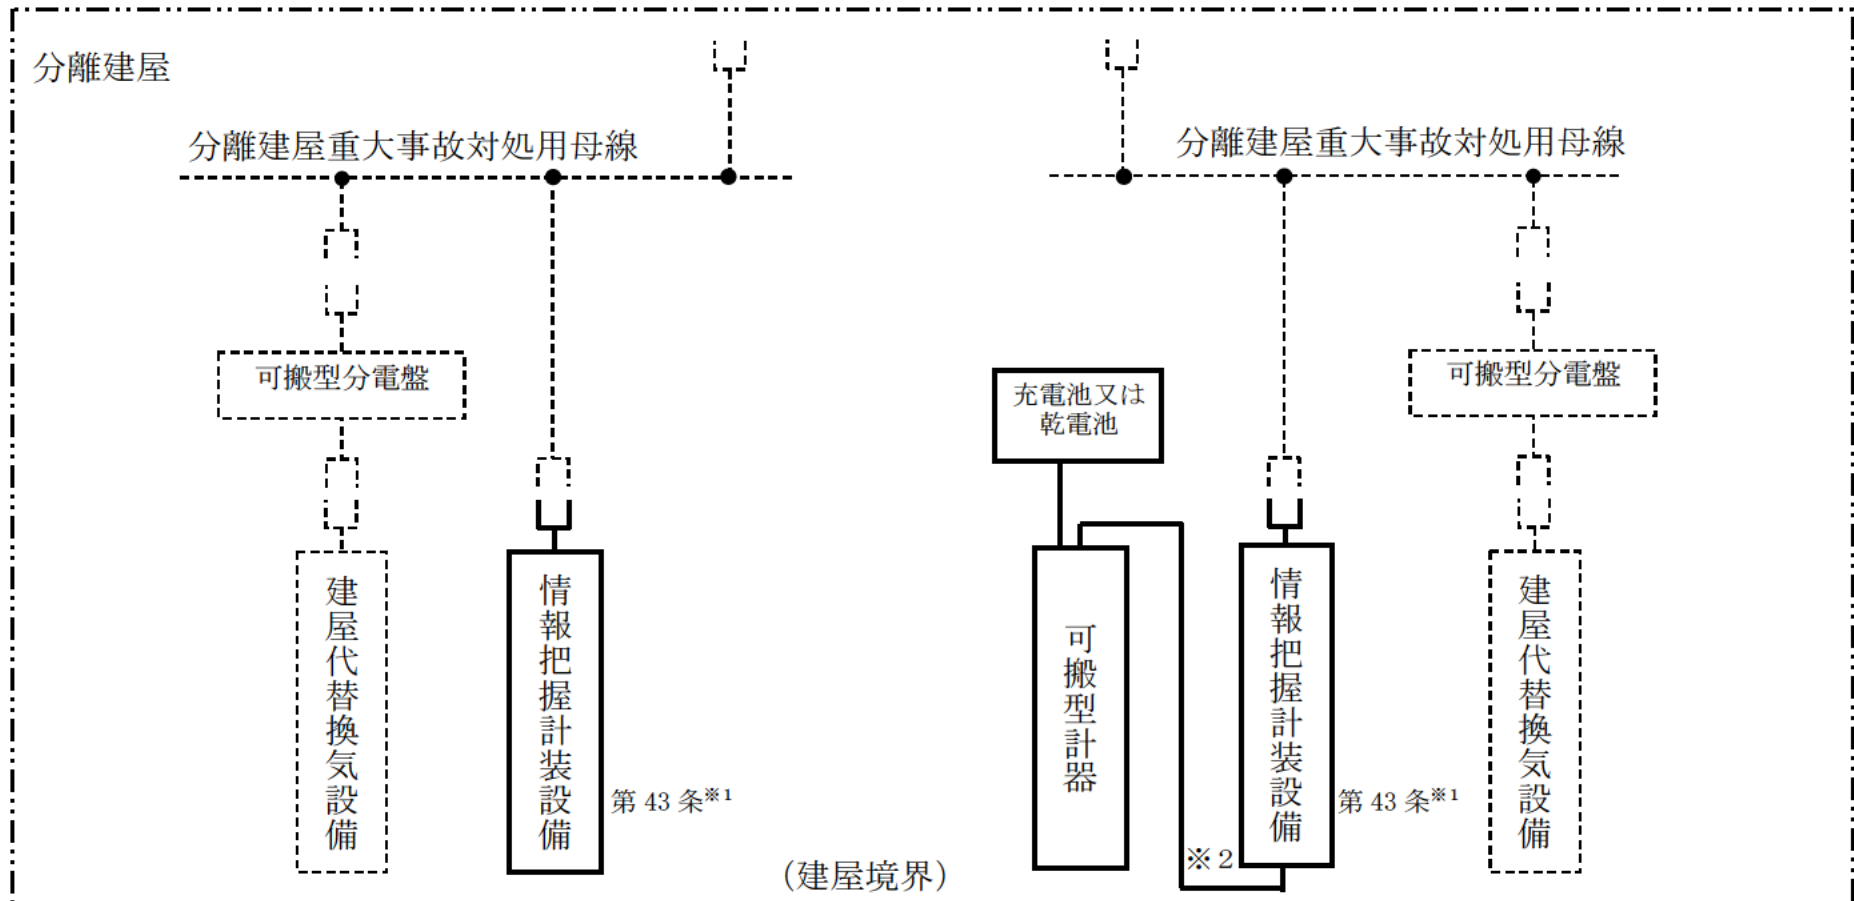 分離建屋
分離建屋重大事故対処用母線
分離建屋重大事故対処用母線
可搬型分電盤
充電池又は
乾電池
可搬型分電盤
建屋代替換気設備
情報把握計装設備
第 43 条※1
可搬型計器
情報把握計装設備
第 43 条※1
建屋代替換気設備
※2
(建屋境界)